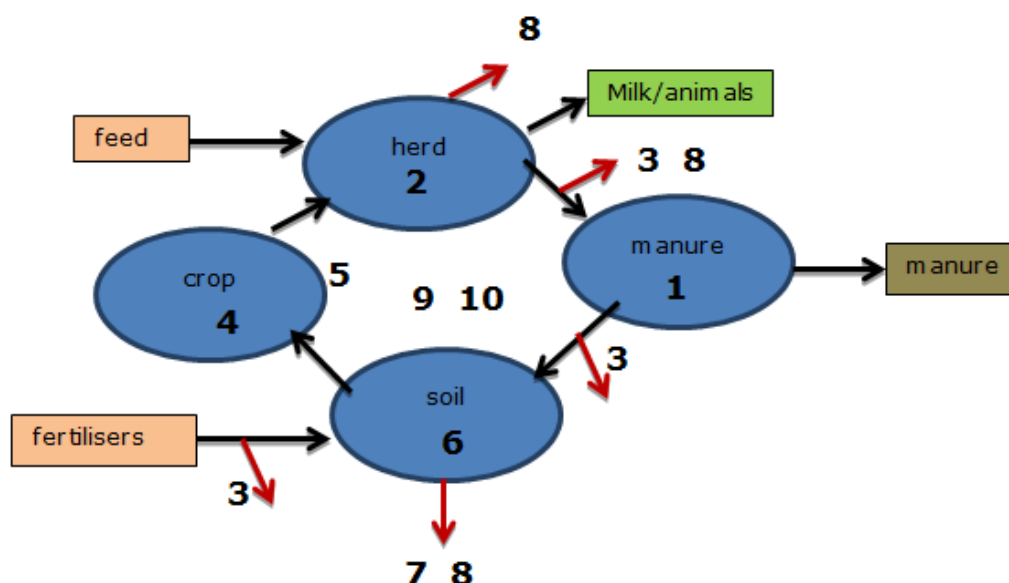 8
Milk/animals
feed
herd
2
3 8
manure
1
manure
crop
4
5
9 10
3
soil
6
fertilisers
3
7 8